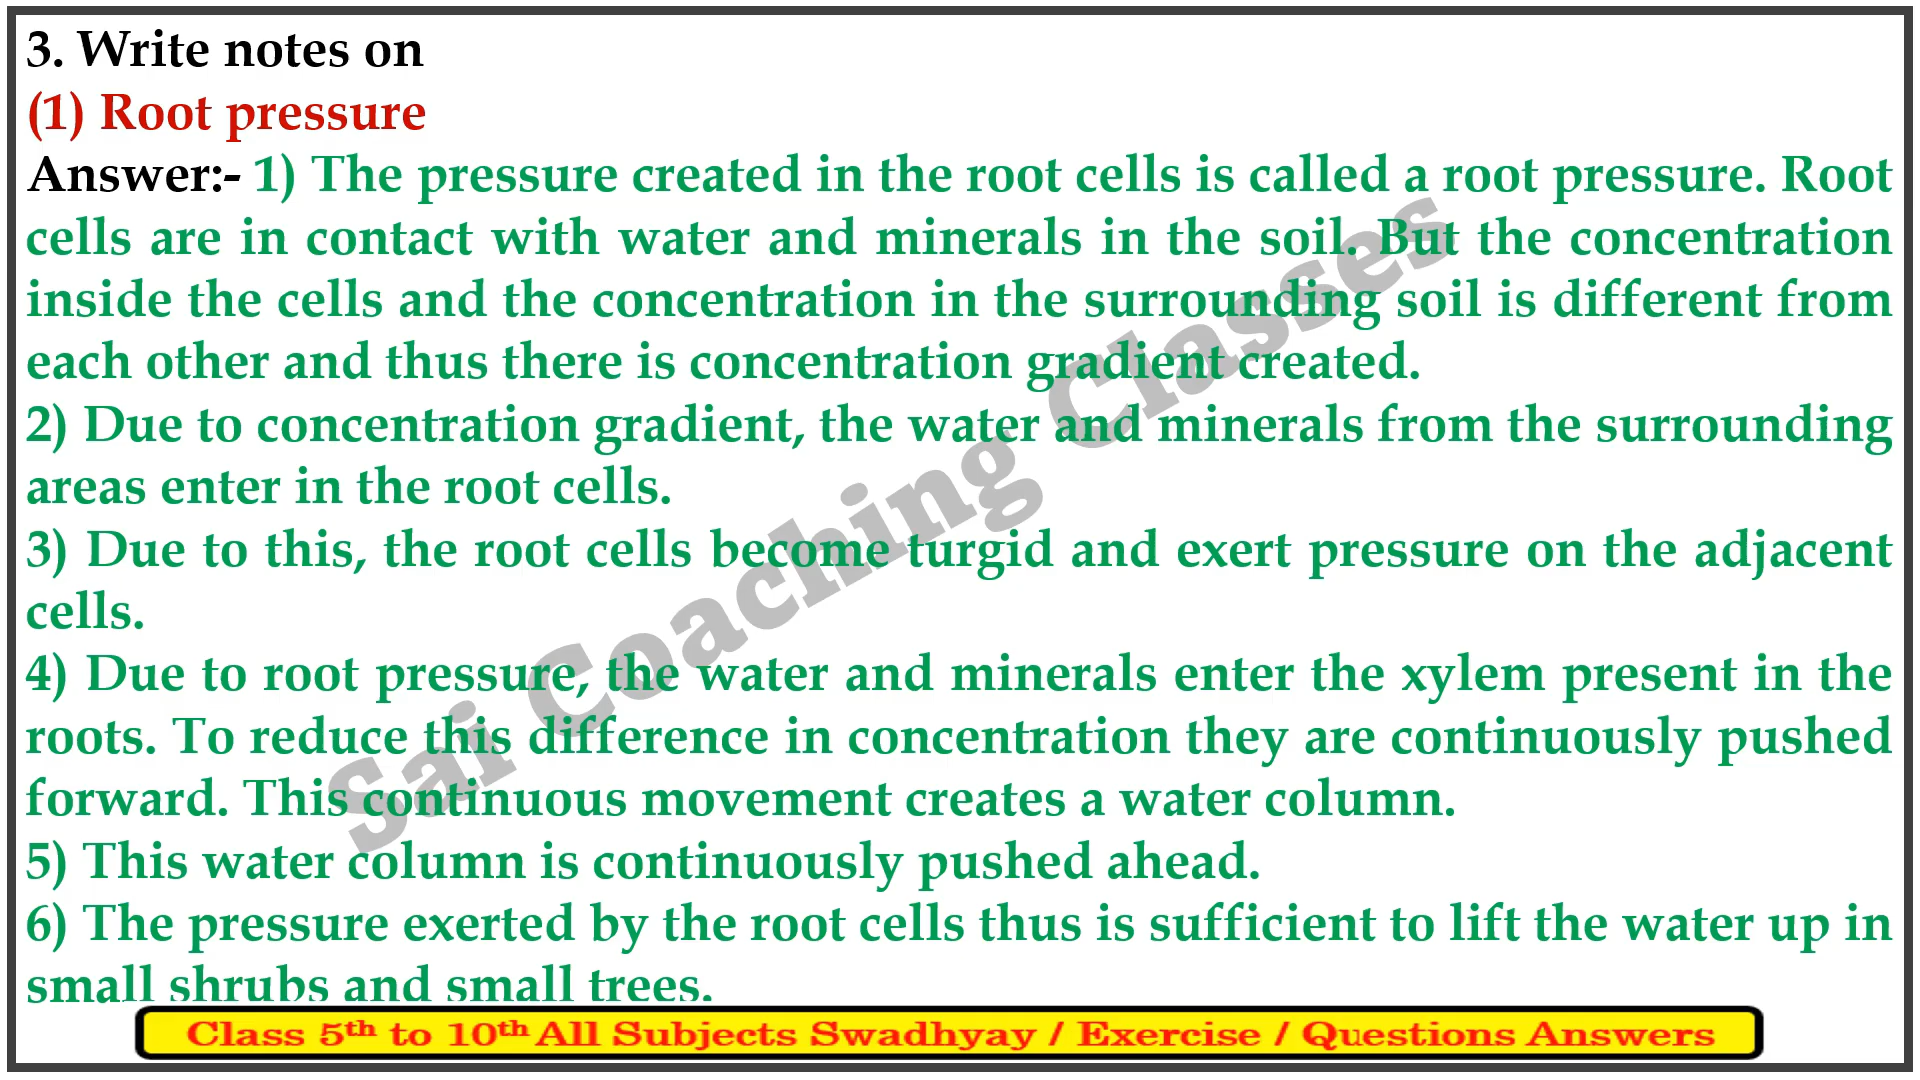 3. Write notes on
(1) Root pressure
Answer:- 1) The pressure created in the root cells is called a root pressure. Root
cells are in contact with water and minerals in the soil. But the concentration
inside the cells and the concentration in the surrounding soil is different from
each other and thus there is concentration gradient created.
2) Due to concentration gradient, the water and minerals from the surrounding
areas enter in the root cells.
3) Due to this, the root cells become turgid and exert pressure on the adjacent
cells.
4) Due to root pressure, the water and minerals enter the xylem present in the
roots. To reduce this difference in concentration they are continuously pushed
forward. This continuous movement creates a water column.
5) This water column is continuously pushed ahead.
6) The pressure exerted by the root cells thus is sufficient to lift the water up in
small shrubs and small trees.
Sai Coaching Classes
Class 5th to 10th All Subjects Swadhyay / Exercise / Questions Answers